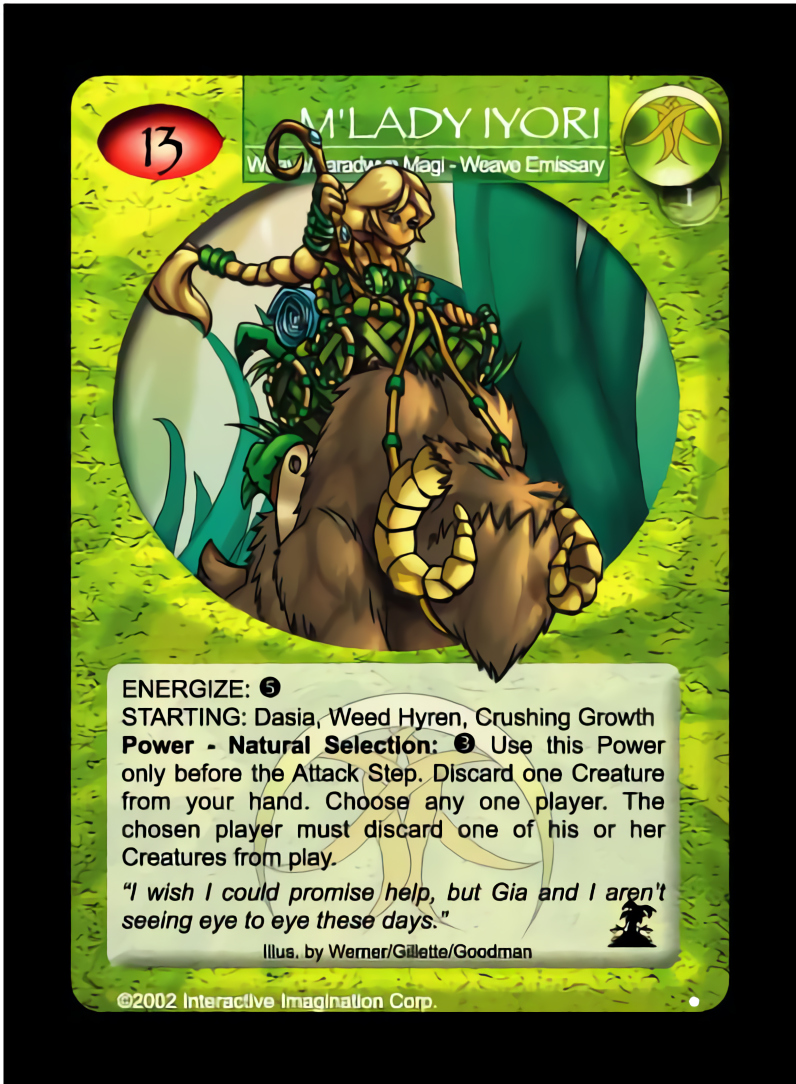 13
M'LADY IYORI
Magi - Weave Emissary
1
ENERGIZE: ❺
STARTING: Dasia, Weed Hyren, Crushing Growth
Power - Natural Selection: ❸ Use this Power
only before the Attack Step. Discard one Creature
from your hand. Choose any one player. The
chosen player must discard one of his or her
Creatures from play.
“I wish I could promise help, but Gia and I aren't
seeing eye to eye these days.”
Illus. by Werner/Gillette/Goodman
©2002 Interactive Imagination Corp.